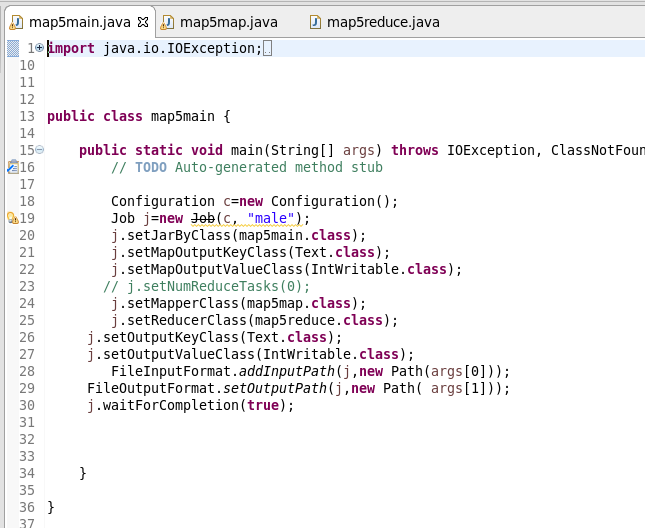 map5main.java map5map.java map5reduce.java
1 import java.io.IOException;
10
11
12
13 public class map5main {
14
15 public static void main(String[] args) throws IOException, ClassNotFoun
16 // TODO Auto-generated method stub
17
18 Configuration c=new Configuration();
19 Job j=new Job(c, "male");
20 j.setJarByClass(map5main.class);
21 j.setMapOutputKeyClass(Text.class);
22 j.setMapOutputValueClass(IntWritable.class);
23 // j.setNumReduceTasks(0);
24 j.setMapperClass(map5map.class);
25 j.setReducerClass(map5reduce.class);
26 j.setOutputKeyClass(Text.class);
27 j.setOutputValueClass(IntWritable.class);
28 FileInputFormat.addInputPath(j,new Path(args[0]));
29 FileOutputFormat.setOutputPath(j,new Path( args[1]));
30 j.waitForCompletion(true);
31
32
33
34 }
35
36 }
37